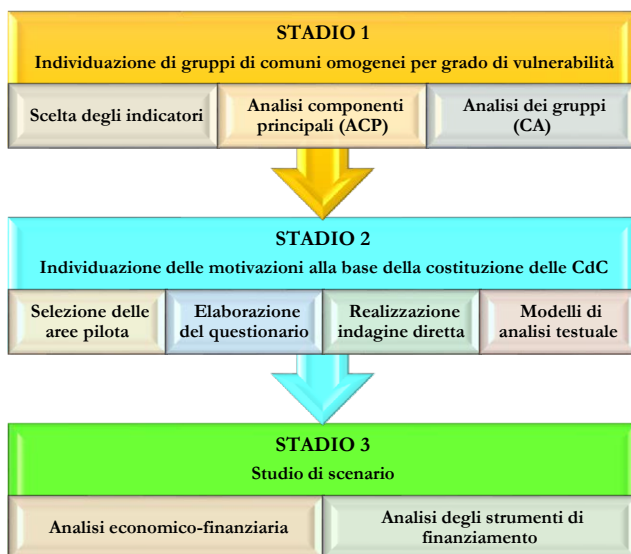 STADIO 1
Individuazione di gruppi di comuni omogenei per grado di vulnerabilità
Scelta degli indicatori
Analisi componenti
principali (ACP)
Analisi dei gruppi
(CA)
STADIO 2
Individuazione delle motivazioni alla base della costituzione delle CdC
Selezione delle
aree pilota
Elaborazione
del questionario
Realizzazione
indagine diretta
Modelli di
analisi testuale
STADIO 3
Studio di scenario
Analisi economico-finanziaria
Analisi degli strumenti di
finanziamento